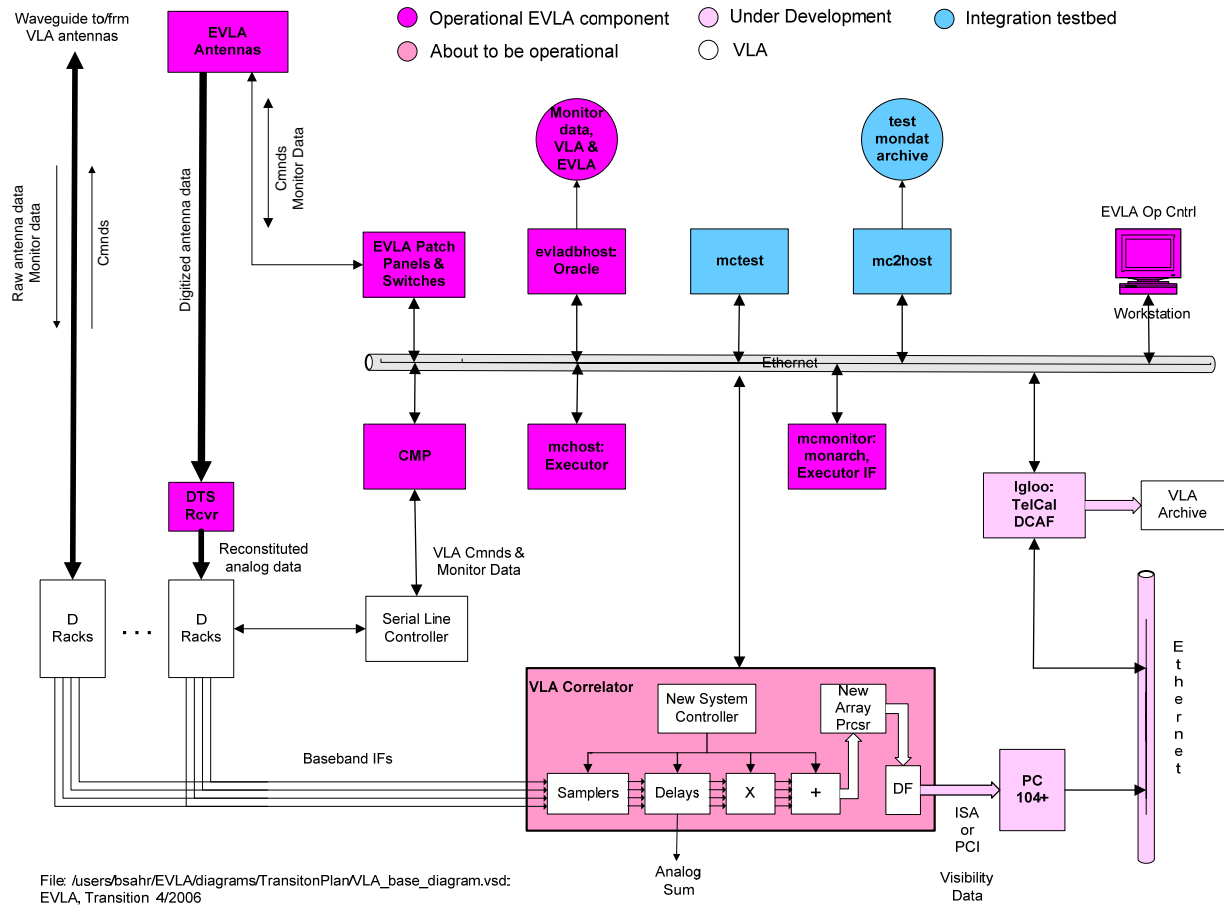 Waveguide to/frm
VLA antennas
EVLA
Antennas
Operational EVLA component
Under Development
Integration testbed
About to be operational
VLA
Raw antenna data
Monitor data
Cmnds
Digitized antenna data
Cmnds
Monitor Data
Monitor
data,
VLA &
EVLA
test
mondat
archive
EVLA Op Cntrl
EVLA Patch
Panels &
Switches
evladbhost:
Oracle
mctest
mc2host
Workstation
Ethernet
CMP
mchost:
Executor
mcmonitor:
monarch,
Executor IF
Igloo:
TelCal
DCAF
VLA
Archive
DTS
Rcvr
Reconstituted
analog data
VLA Cmnds &
Monitor Data
D
Racks
. . .
D
Racks
Serial Line
Controller
Ethernet
VLA Correlator
New System
Controller
New
Array
Prcsr
Baseband IFs
Samplers
Delays
X
+
DF
PC
104+
ISA
or
PCI
Analog
Sum
Visibility
Data
File: /users/bsahr/EVLA/diagrams/TransitonPlan/VLA_base_diagram.vsd:
EVLA, Transition 4/2006